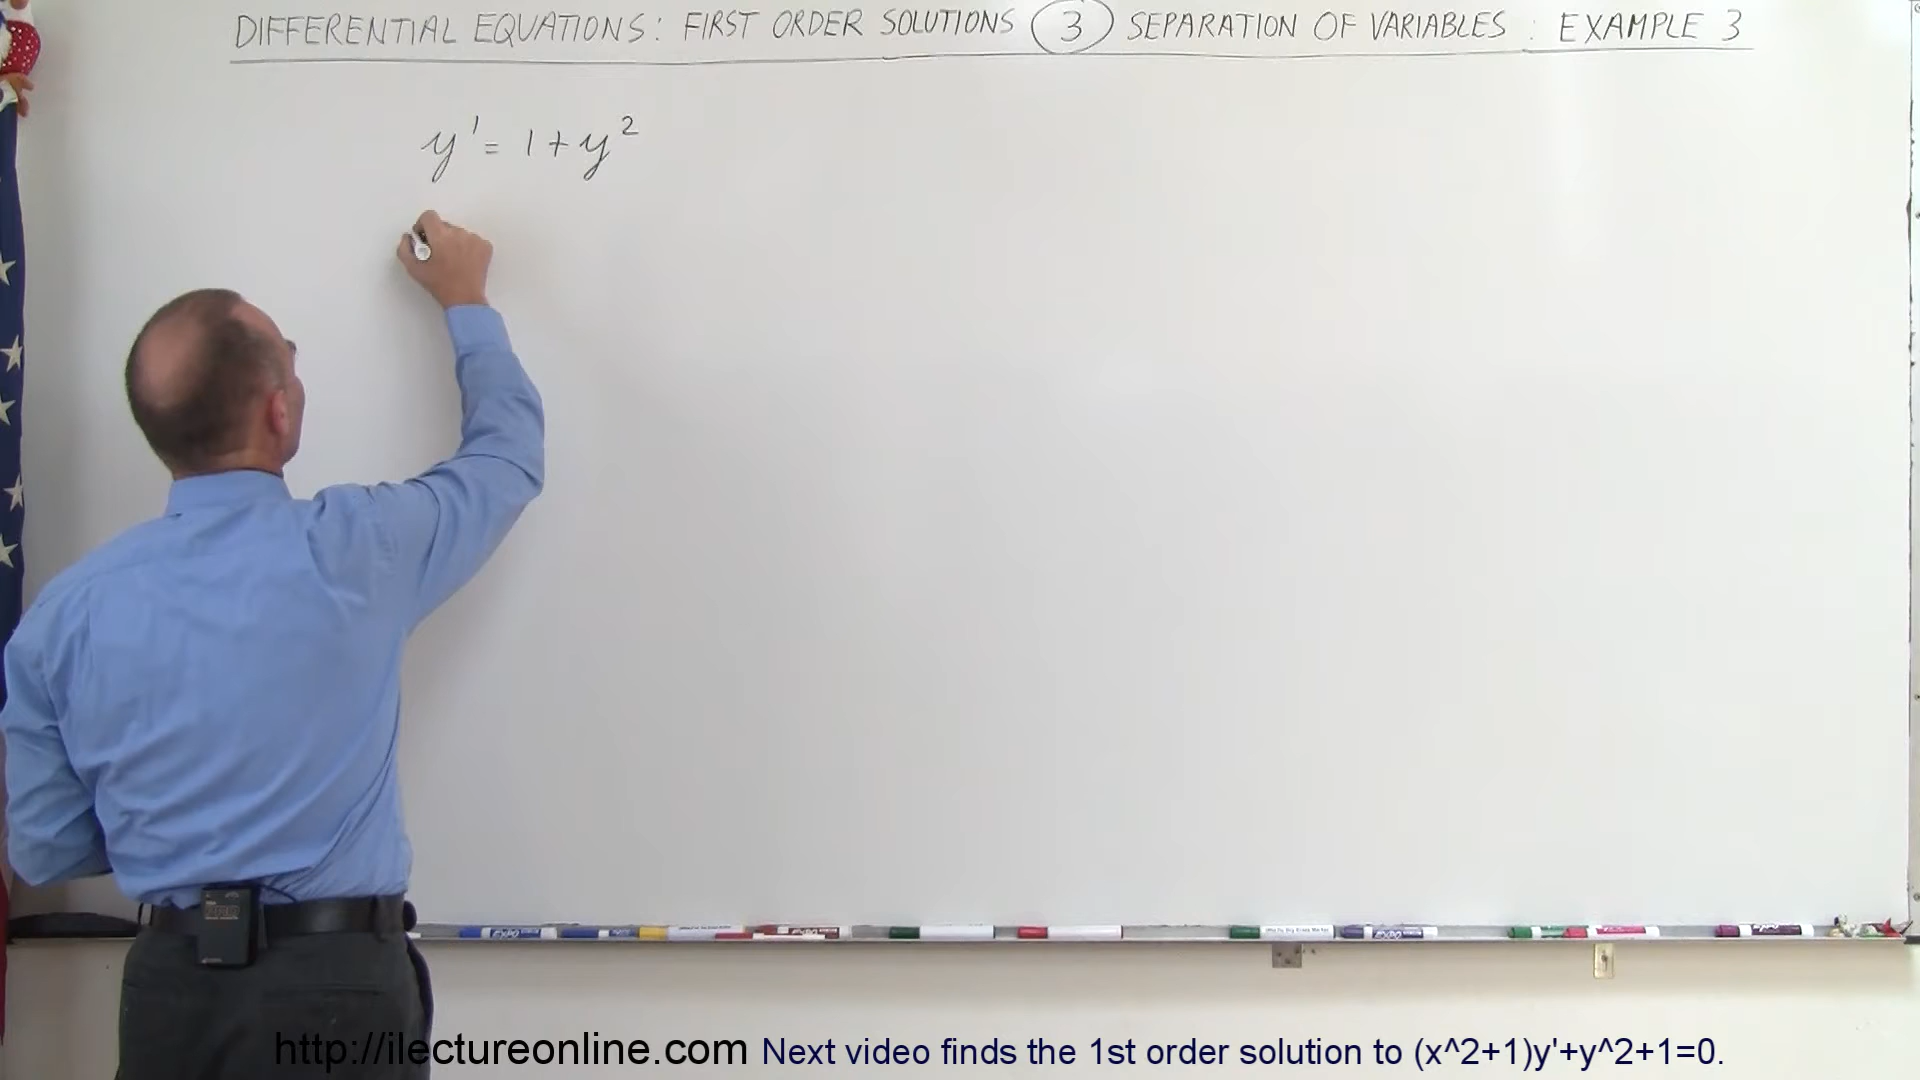 DIFFERENTIAL EQUATIONS: FIRST ORDER SOLUTIONS 3 SEPARATION OF VARIABLES : EXAMPLE 3
y' = 1 + y²
EXPO
http://ilectureonline.com Next video finds the 1st order solution to (x^2+1)y'+y^2+1=0.